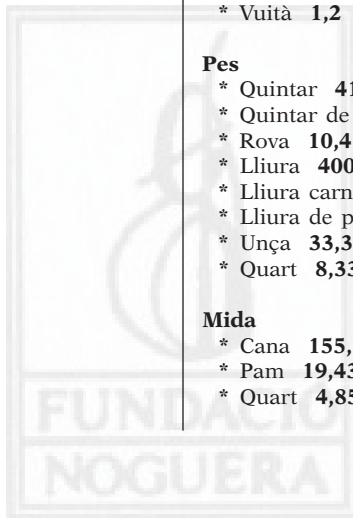 * Vuità 1,2
Pes
* Quintar 41
* Quintar de
* Rova 10,4
* Lliura 400
* Lliura carn
* Lliura de p
* Unça 33,3
* Quart 8,33
Mida
* Cana 155,
* Pam 19,43
* Quart 4,85
FUNDACIÓ
NOGUERA